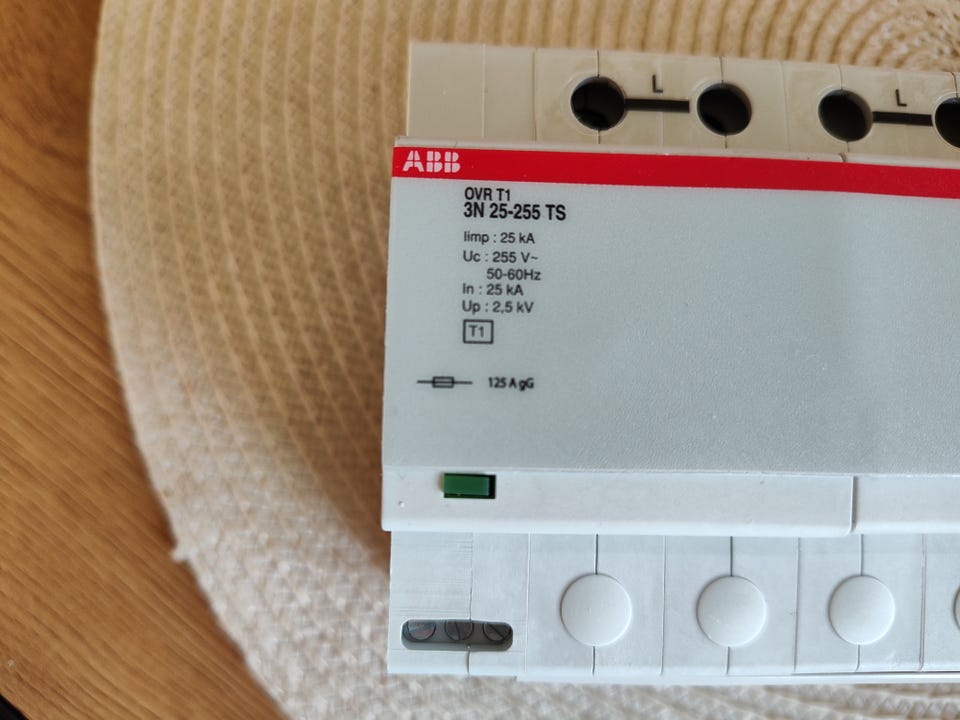 L
L
ABB
OVR T1
3N 25-255 TS
Iimp : 25 kA
Uc : 255 V~
50-60Hz
In : 25 kA
Up : 2,5 kV
T1
125 A gG